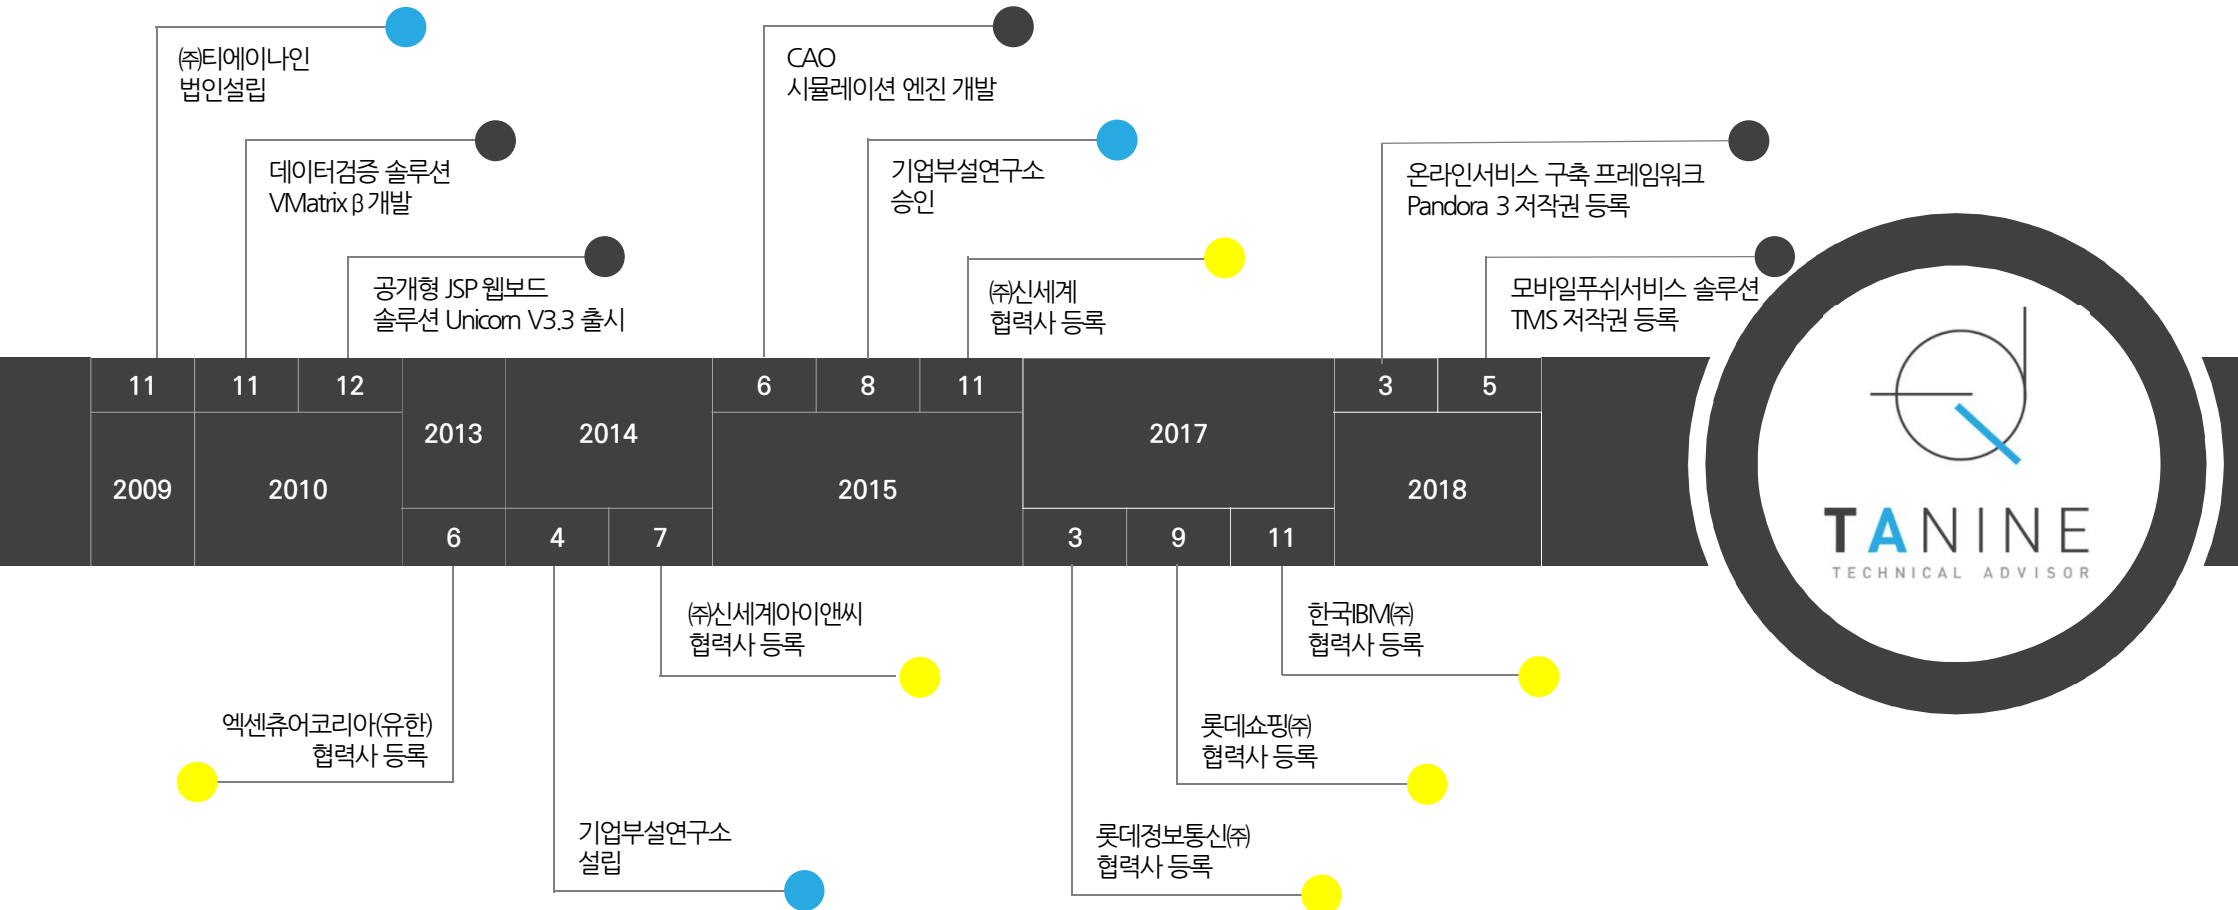 ㈜티에이나인
법인설립
데이터검증 솔루션
VMatrix β 개발
공개형 JSP 웹보드
솔루션 Unicorn V3.3 출시
CAO
시뮬레이션 엔진 개발
기업부설연구소
승인
㈜신세계
협력사 등록
온라인서비스 구축 프레임워크
Pandora 3 저작권 등록
모바일푸쉬서비스 솔루션
TMS 저작권 등록
11 11 12 6 8 11 3 5
2013 2014 2017
2009 2010 2015 2018
6 4 7 3 9 11
TANINE
TECHNICAL ADVISOR
㈜신세계아이앤씨
협력사 등록
한국IBM㈜
협력사 등록
엑센츄어코리아(유한)
협력사 등록
롯데쇼핑㈜
협력사 등록
기업부설연구소
설립
롯데정보통신㈜
협력사 등록